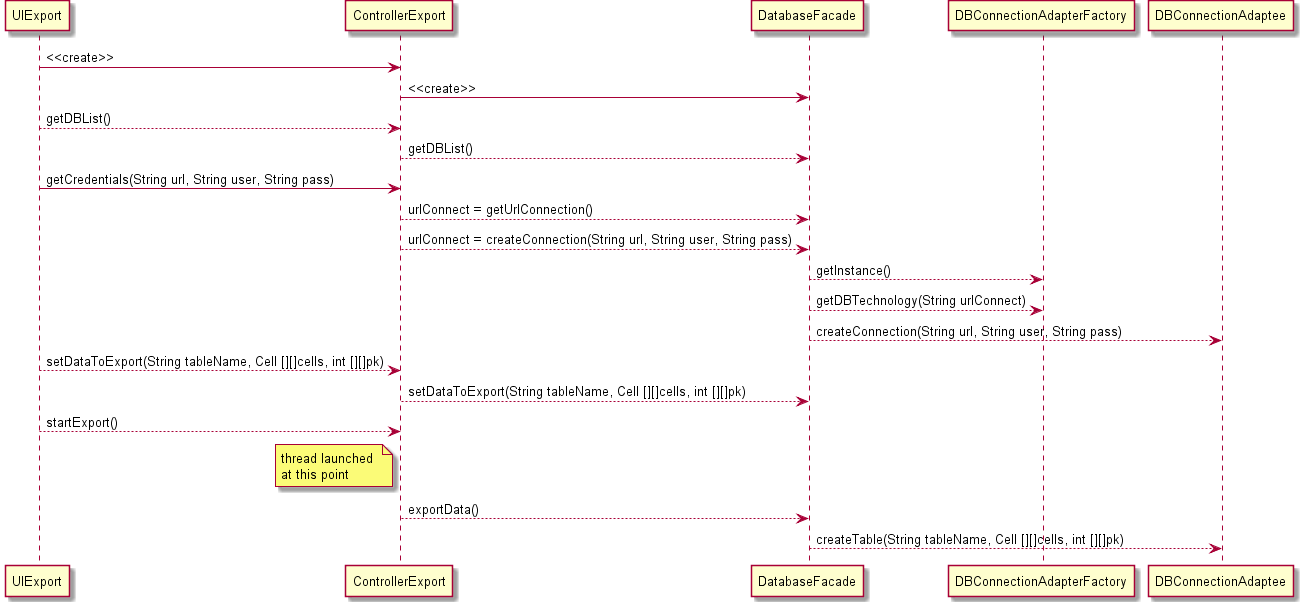 UIExport
ControllerExport
DatabaseFacade
DBConnectionAdapterFactory
DBConnectionAdaptee
<<create>>
<<create>>
getDBList()
getDBList()
getCredentials(String url, String user, String pass)
urlConnect = getUrlConnection()
urlConnect = createConnection(String url, String user, String pass)
getInstance()
getDBTechnology(String urlConnect)
createConnection(String url, String user, String pass)
setDataToExport(String tableName, Cell [][]cells, int [][]pk)
setDataToExport(String tableName, Cell [][]cells, int [][]pk)
startExport()
thread launched
at this point
exportData()
createTable(String tableName, Cell [][]cells, int [][]pk)
UIExport
ControllerExport
DatabaseFacade
DBConnectionAdapterFactory
DBConnectionAdaptee